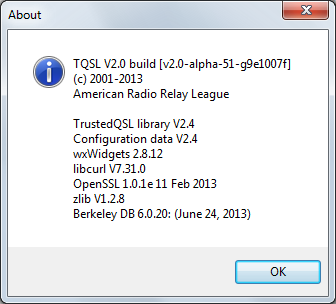 About
TQSL V2.0 build [v2.0-alpha-51-g9e1007f]
(c) 2001-2013
American Radio Relay League
TrustedQSL library V2.4
Configuration data V2.4
wxWidgets 2.8.12
libcurl V7.31.0
OpenSSL 1.0.1e 11 Feb 2013
zlib V1.2.8
Berkeley DB 6.0.20: (June 24, 2013)
OK